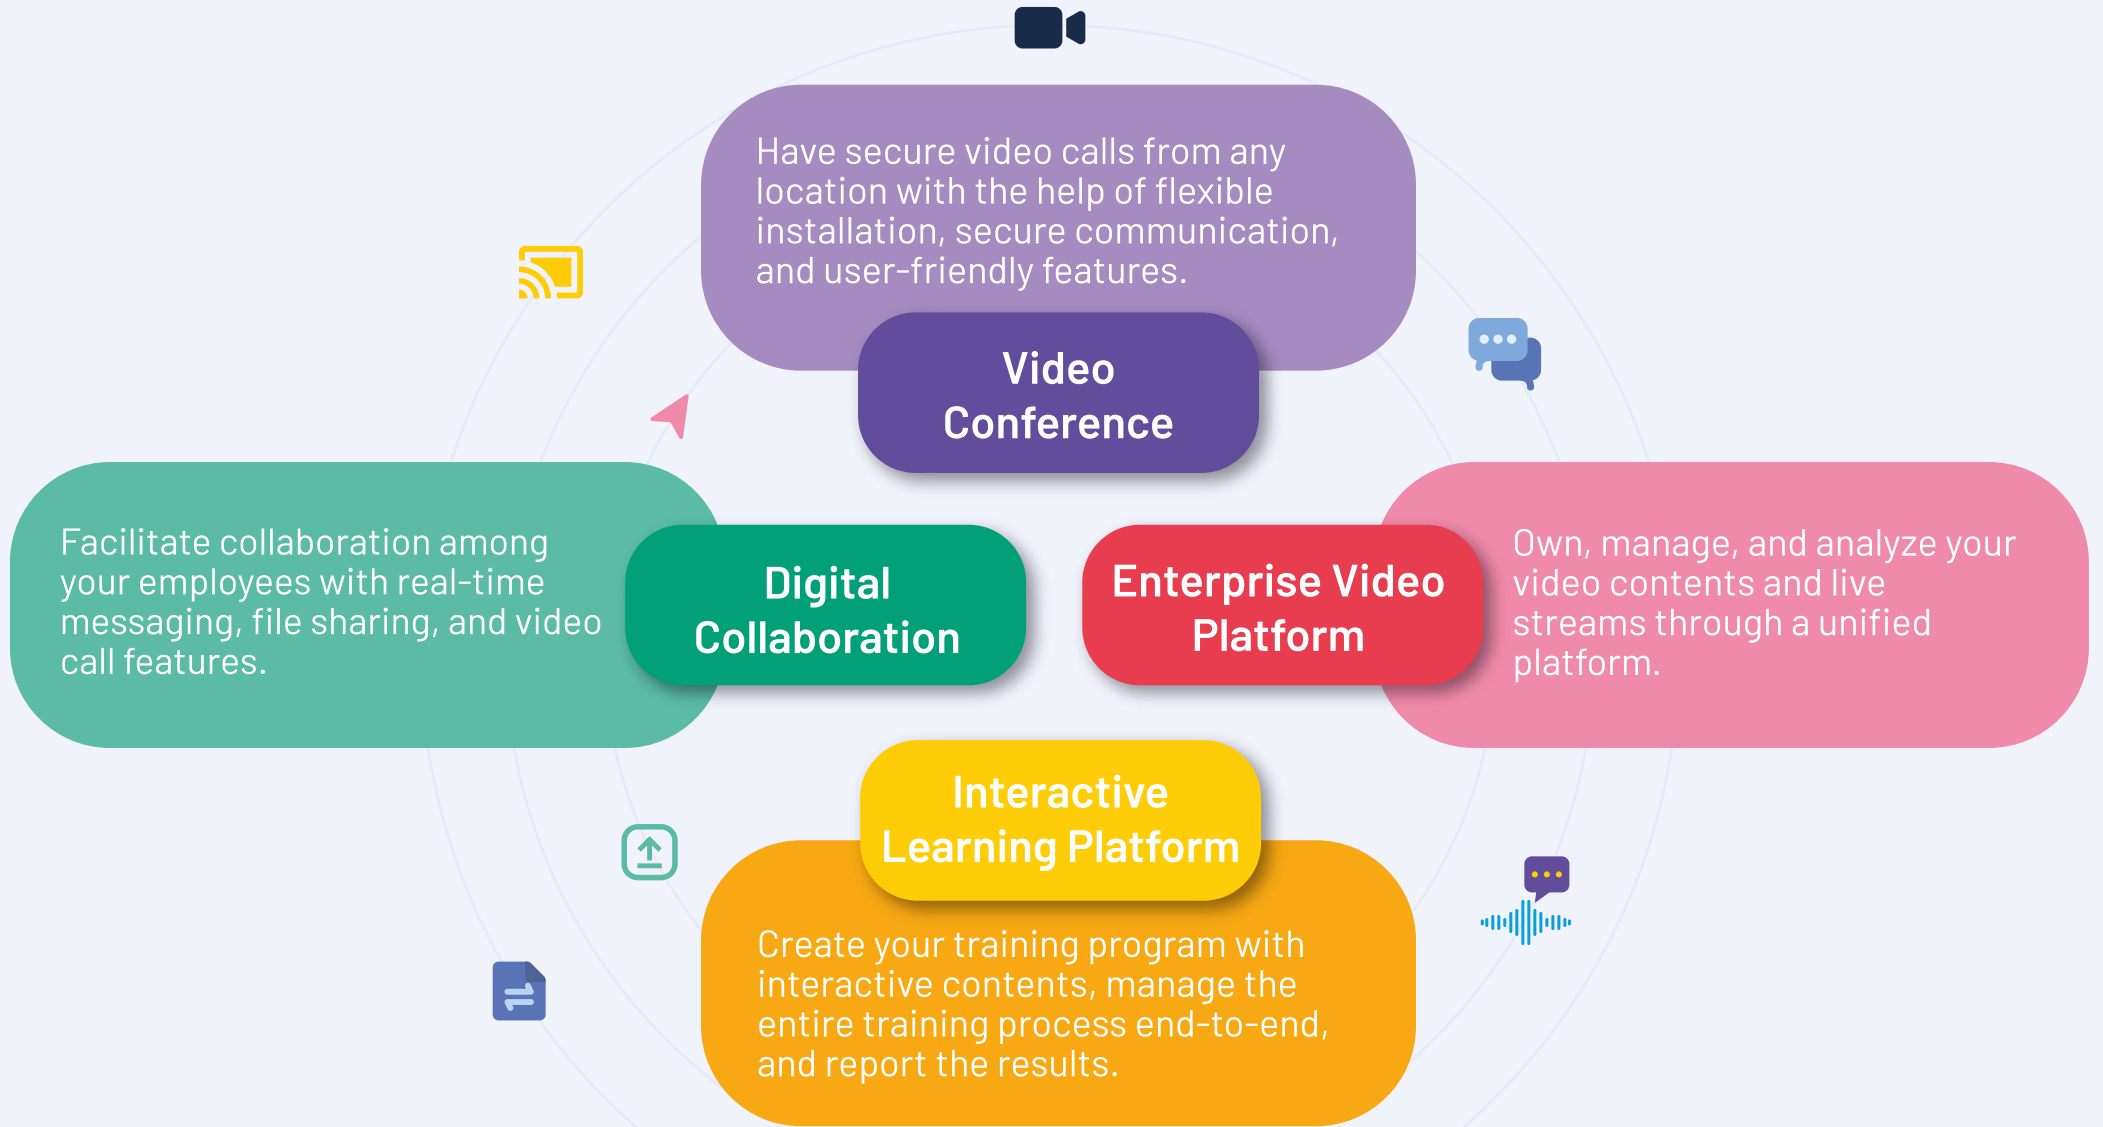 Have secure video calls from any
location with the help of flexible
installation, secure communication,
and user-friendly features.
Video
Conference
Facilitate collaboration among
your employees with real-time
messaging, file sharing, and video
call features.
Digital
Collaboration
Enterprise Video
Platform
Own, manage, and analyze your
video contents and live
streams through a unified
platform.
Interactive
Learning Platform
Create your training program with
interactive contents, manage the
entire training process end-to-end,
and report the results.